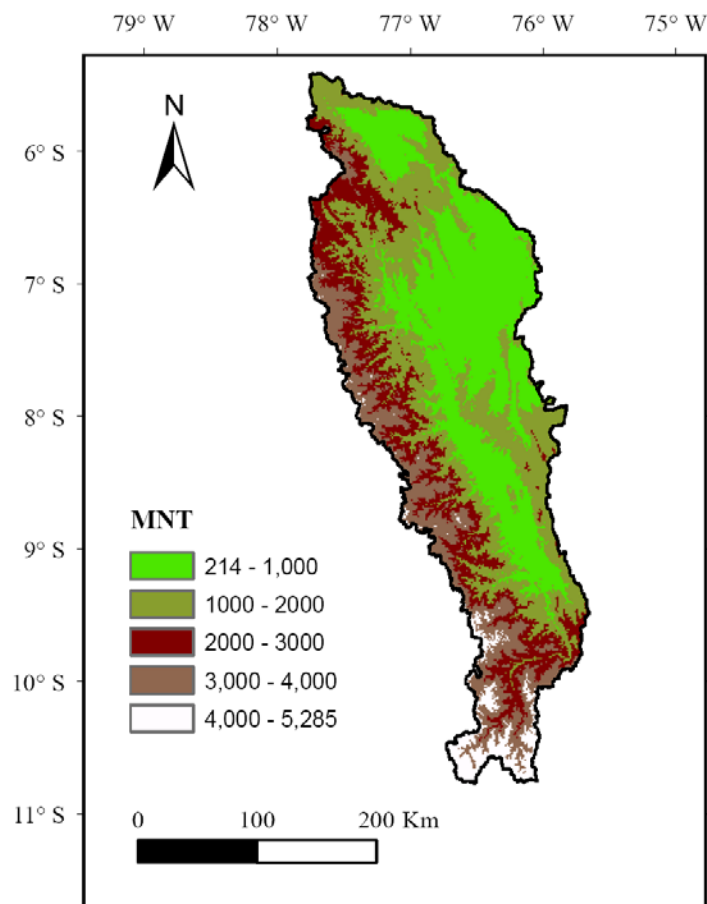 79° W 78° W 77° W 76° W 75° W
N
6° S
7° S
8° S
9° S
10° S
11° S
MNT
214 - 1,000
1000 - 2000
2000 - 3000
3,000 - 4,000
4,000 - 5,285
0 100 200 Km